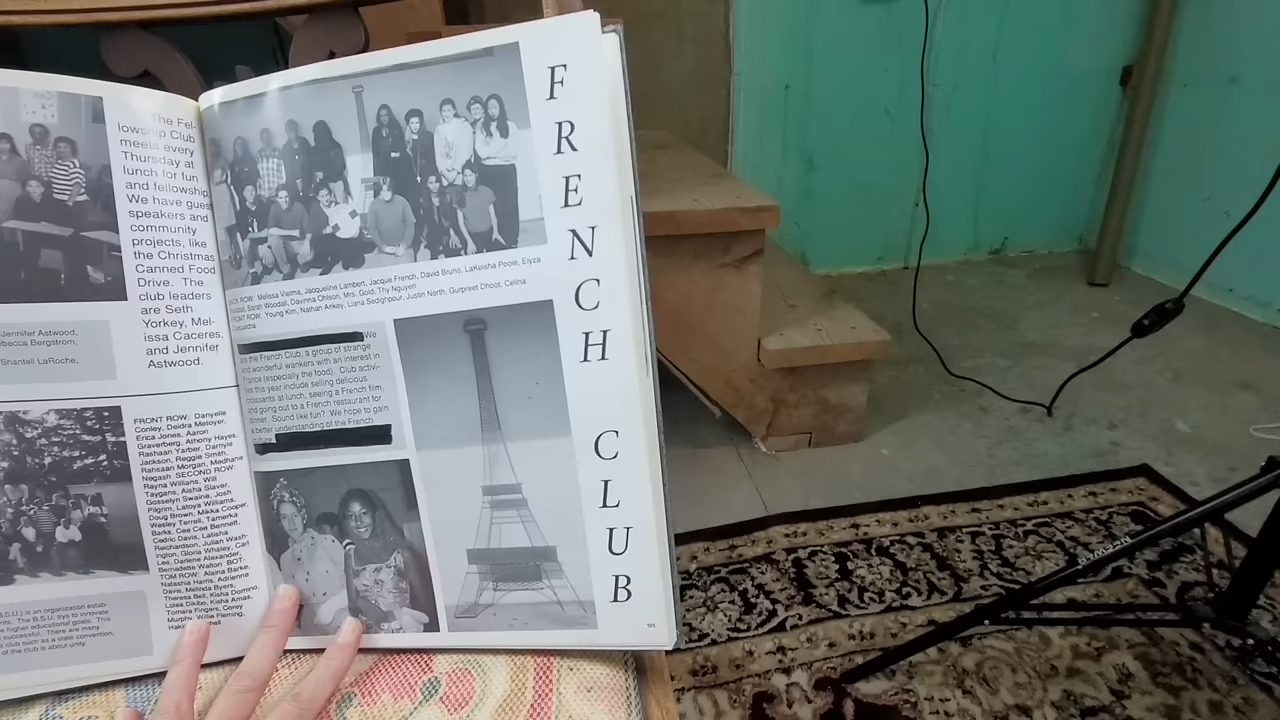 The Fel-
lowship Club
meets every
Thursday at
lunch for fun
and fellowship.
We have guest
speakers and
community
projects, like
the Christmas
Canned Food
Drive. The
club leaders
are Seth
Yorkey, Mel-
issa Caceres,
and Jennifer
Astwood.
Jennifer Astwood,
Rebecca Bergstrom,
Shantell LaRoche,
FRONT ROW: Danyelle
Conley, Deidra Metoyer,
Erica Jones, Aaron
Graverberg, Athony Hayes,
Rashaan Yarber, Darnyle
Jackson, Reggie Smith,
Rahsaan Morgan, Medhanie
Negash SECOND ROW:
Rayna Willians, Will
Taygans, Aisha Slaver,
Gosselyn Swaine, Josh
Pilgrim, Latoya Williams,
Doug Brown, Mikka Cooper,
Wesley Terrell, Tamerka
Barks, Cee Cee Bennett,
Cedric Davis, Latisha
Reichardson, Julian Wash-
ington, Gloria Whaley, Carl
Lee, Darlene Alexander,
Bernadette Walton BOT-
TOM ROW: Alaina Barke,
Natashia Harris, Adrienne
Davis, Melinda Byers,
Theresa Bell, Kisha Domino,
Lolea Dikibo, Kisha Amas,
Tomara Fingers, Corey
Murphy, Willie Fleming,
B.S.U.) is an organization estab-
The B.S.U. trys to innovate
higher educational goals. This
successful. There are many
club such as a state convention,
of the club is about unity.
FRENCH CLUB
ROW: Melissa Vielma, Jacqueline Lambert, Jacque French, David Bruno, LaKeisha Poole, Elyza
Sarah Woodall, Davinna Ohlson, Mrs. Gold, Thy Nguyen
FRONT ROW: Young Kim, Nathan Ankey, Liana Sedighpour, Justin North, Gurpreet Dhoot, Celina
We
are the French Club, a group of strange
and wonderful wankers with an interest in
France (especially the food). Club activi-
ties this year include selling delicious
croissants at lunch, seeing a French film,
and going out to a French restaurant for
dinner. Sound like fun? We hope to gain
a better understanding of the French
culture.
NEEWER